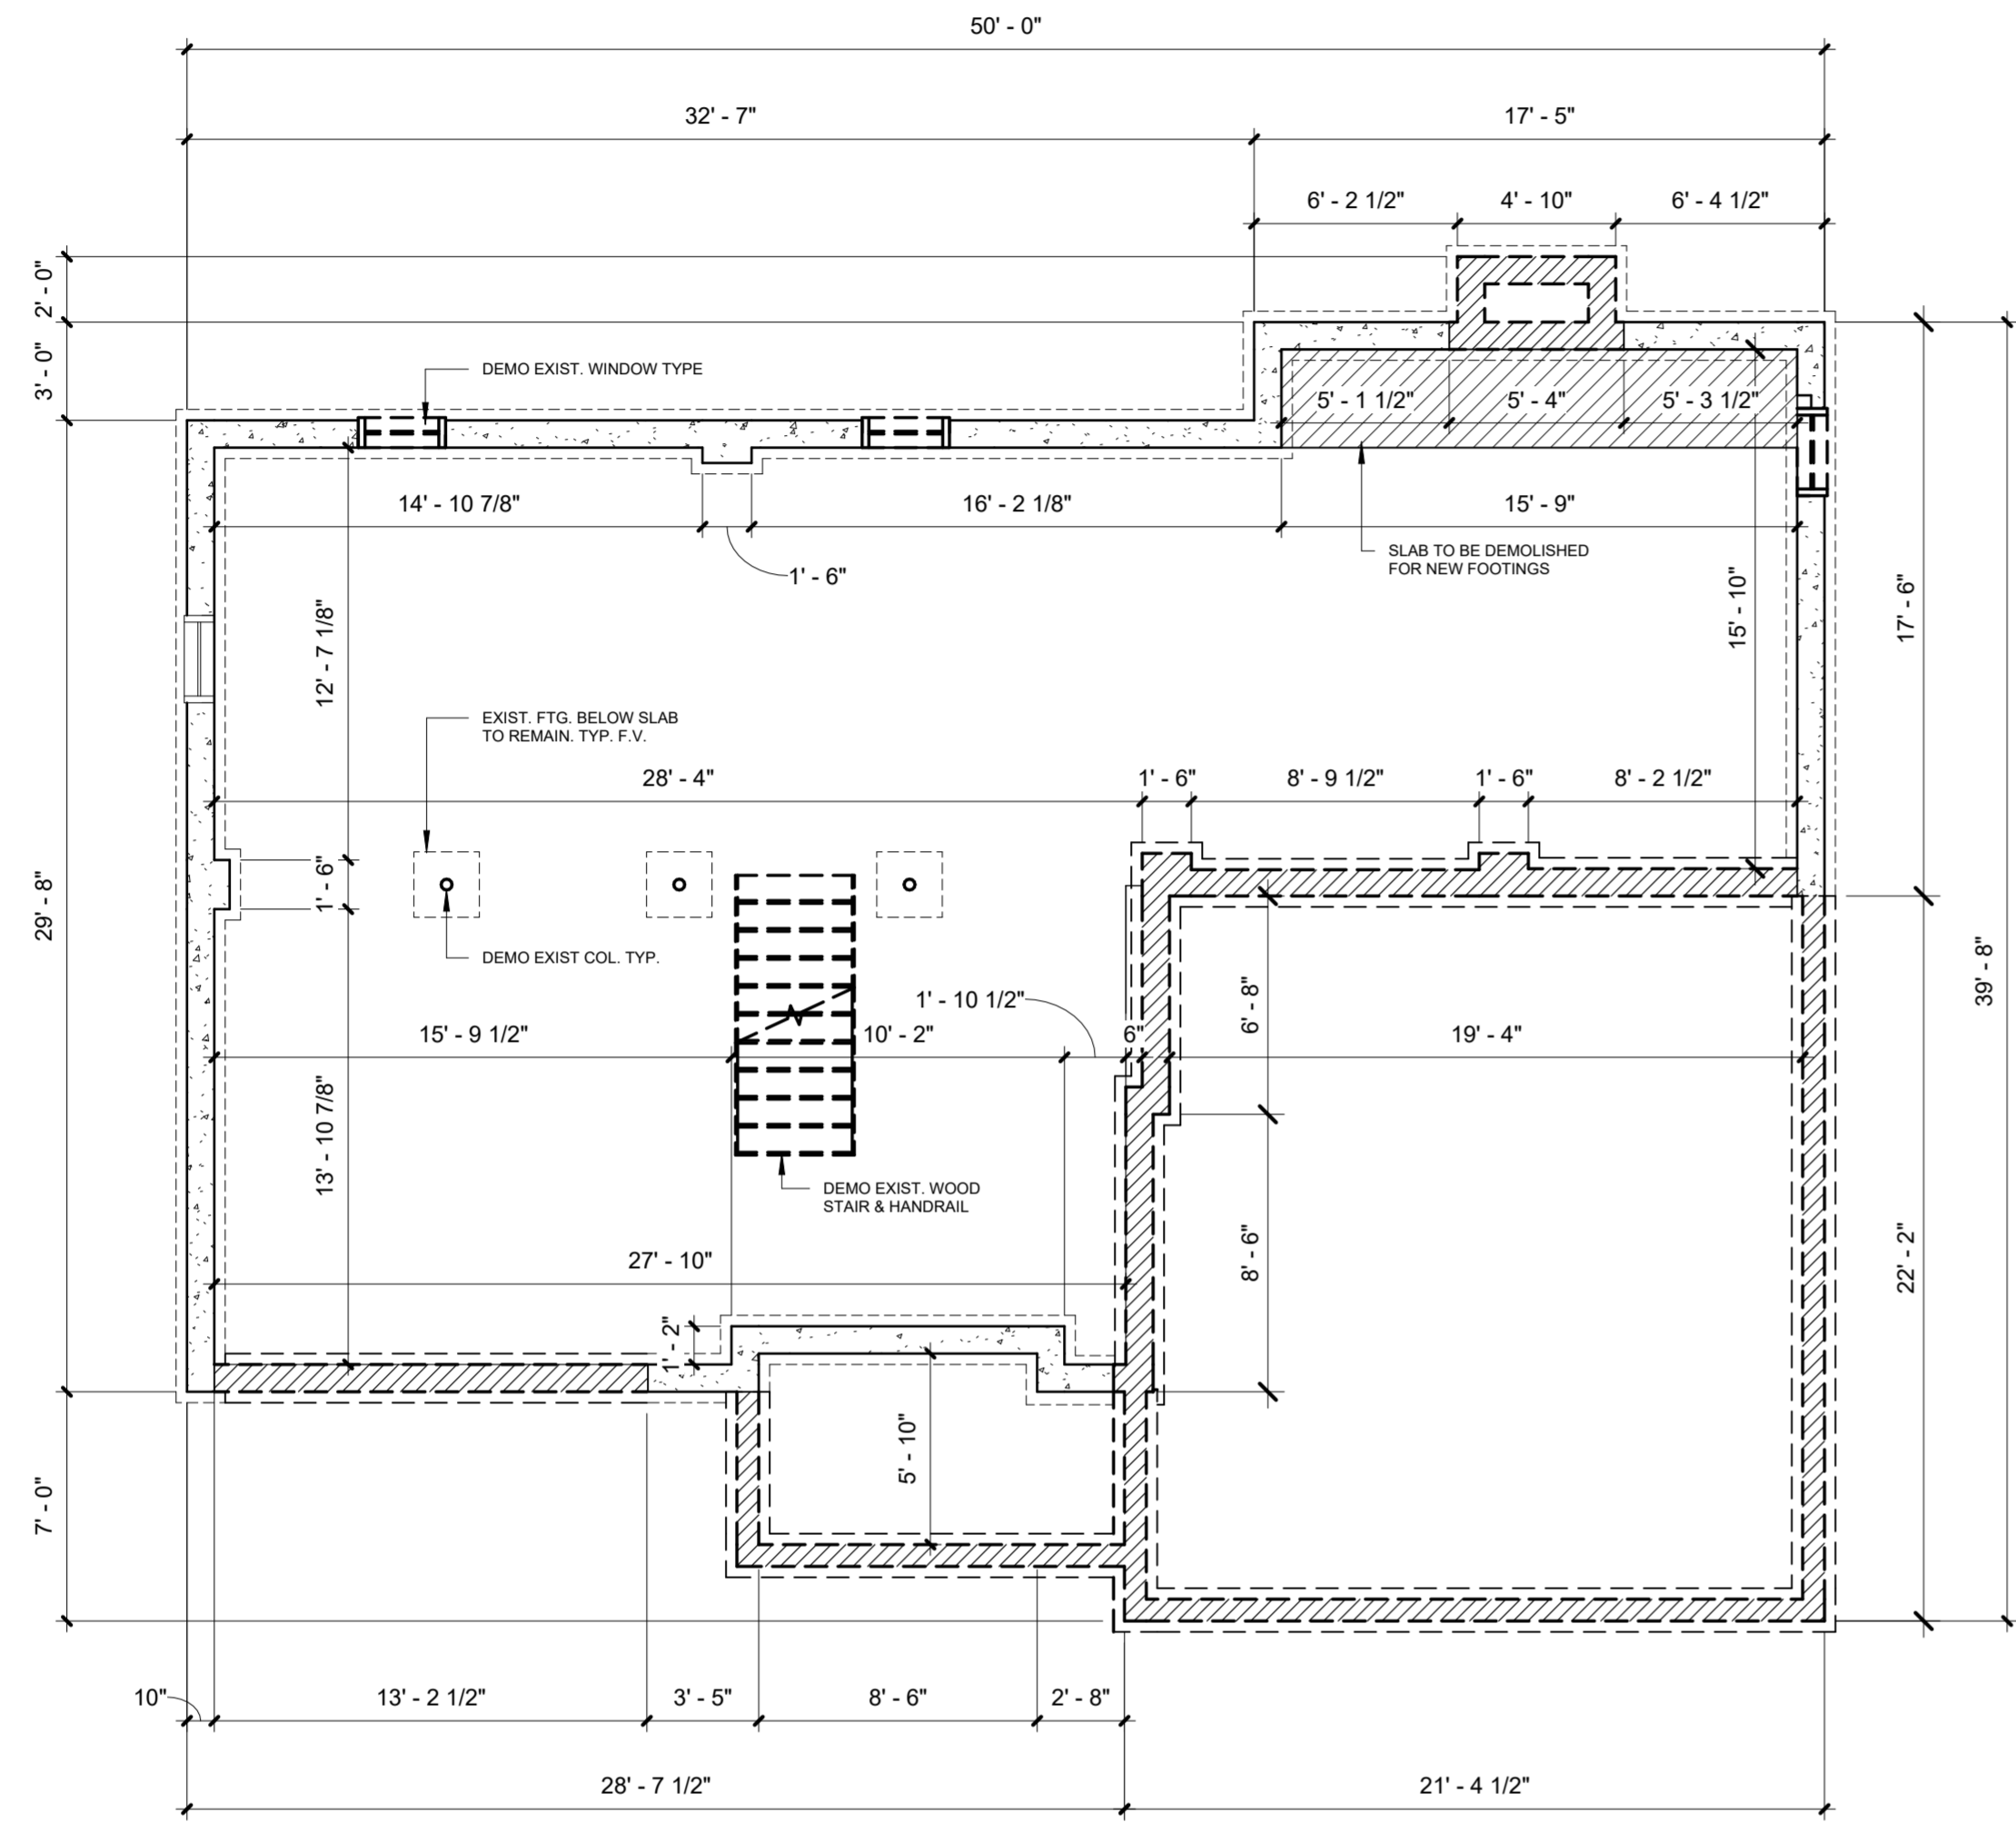 50' - 0"
32' - 7"
17' - 5"
6' - 2 1/2"
4' - 10"
6' - 4 1/2"
2' - 0"
3' - 0"
DEMO EXIST. WINDOW TYPE
5' - 1 1/2"
5' - 4"
5' - 3 1/2"
14' - 10 7/8"
16' - 2 1/8"
15' - 9"
1' - 6"
SLAB TO BE DEMOLISHED
FOR NEW FOOTINGS
12' - 7 1/8"
15' - 10"
17' - 6"
EXIST. FTG. BELOW SLAB
TO REMAIN. TYP. F.V.
28' - 4"
1' - 6"
8' - 9 1/2"
1' - 6"
8' - 2 1/2"
29' - 8"
1' - 6"
DEMO EXIST COL. TYP.
39' - 8"
1' - 10 1/2"
6' - 8"
15' - 9 1/2"
10' - 2"
6"
19' - 4"
13' - 10 7/8"
DEMO EXIST. WOOD
STAIR & HANDRAIL
27' - 10"
8' - 6"
22' - 2"
1' - 2"
5' - 10"
7' - 0"
10"
13' - 2 1/2"
3' - 5"
8' - 6"
2' - 8"
28' - 7 1/2"
21' - 4 1/2"